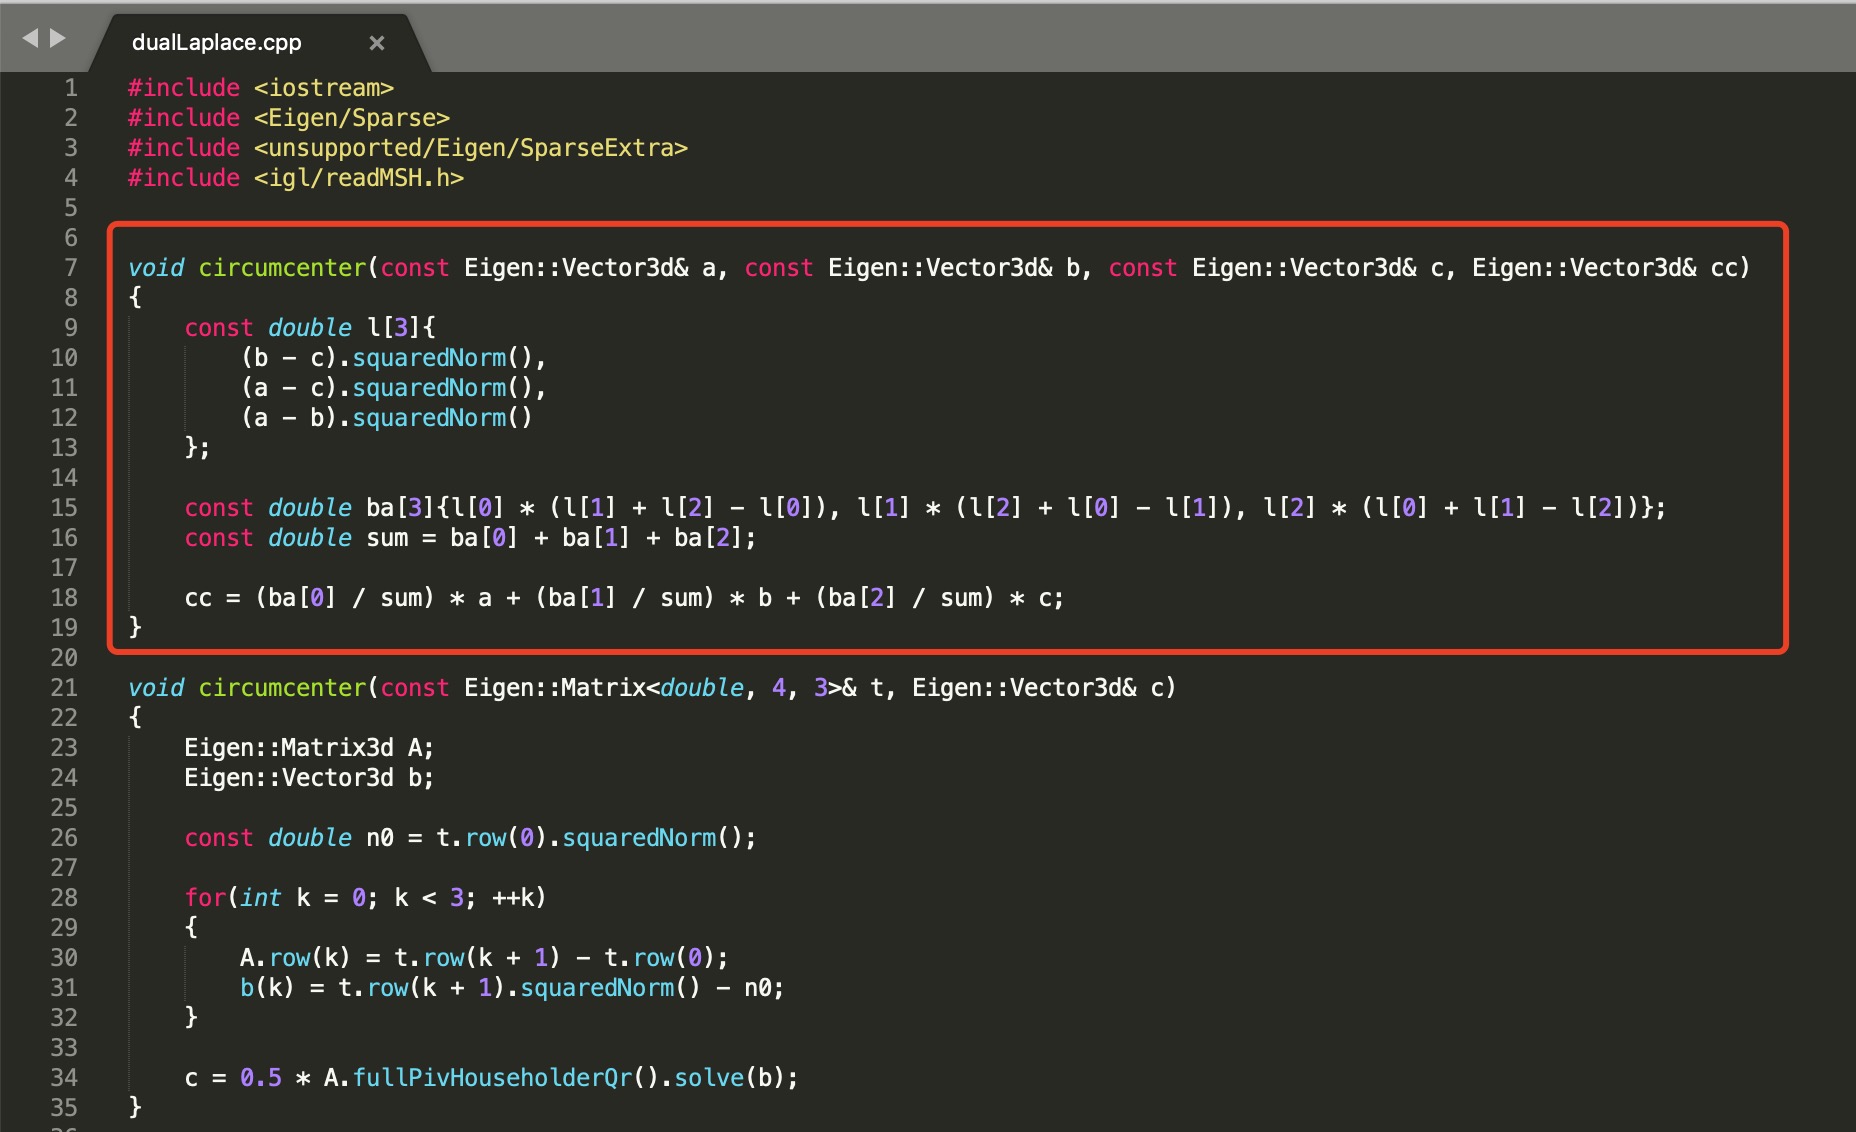 dualLaplace.cpp ×
1 #include <iostream>
2 #include <Eigen/Sparse>
3 #include <unsupported/Eigen/SparseExtra>
4 #include <igl/readMSH.h>
5
6
7 void circumcenter(const Eigen::Vector3d& a, const Eigen::Vector3d& b, const Eigen::Vector3d& c, Eigen::Vector3d& cc)
8 {
9     const double l[3]{
10         (b - c).squaredNorm(),
11         (a - c).squaredNorm(),
12         (a - b).squaredNorm()
13     };
14
15     const double ba[3]{l[0] * (l[1] + l[2] - l[0]), l[1] * (l[2] + l[0] - l[1]), l[2] * (l[0] + l[1] - l[2])};
16     const double sum = ba[0] + ba[1] + ba[2];
17
18     cc = (ba[0] / sum) * a + (ba[1] / sum) * b + (ba[2] / sum) * c;
19 }
20
21 void circumcenter(const Eigen::Matrix<double, 4, 3>& t, Eigen::Vector3d& c)
22 {
23     Eigen::Matrix3d A;
24     Eigen::Vector3d b;
25
26     const double n0 = t.row(0).squaredNorm();
27
28     for(int k = 0; k < 3; ++k)
29     {
30         A.row(k) = t.row(k + 1) - t.row(0);
31         b(k) = t.row(k + 1).squaredNorm() - n0;
32     }
33
34     c = 0.5 * A.fullPivHouseholderQr().solve(b);
35 }